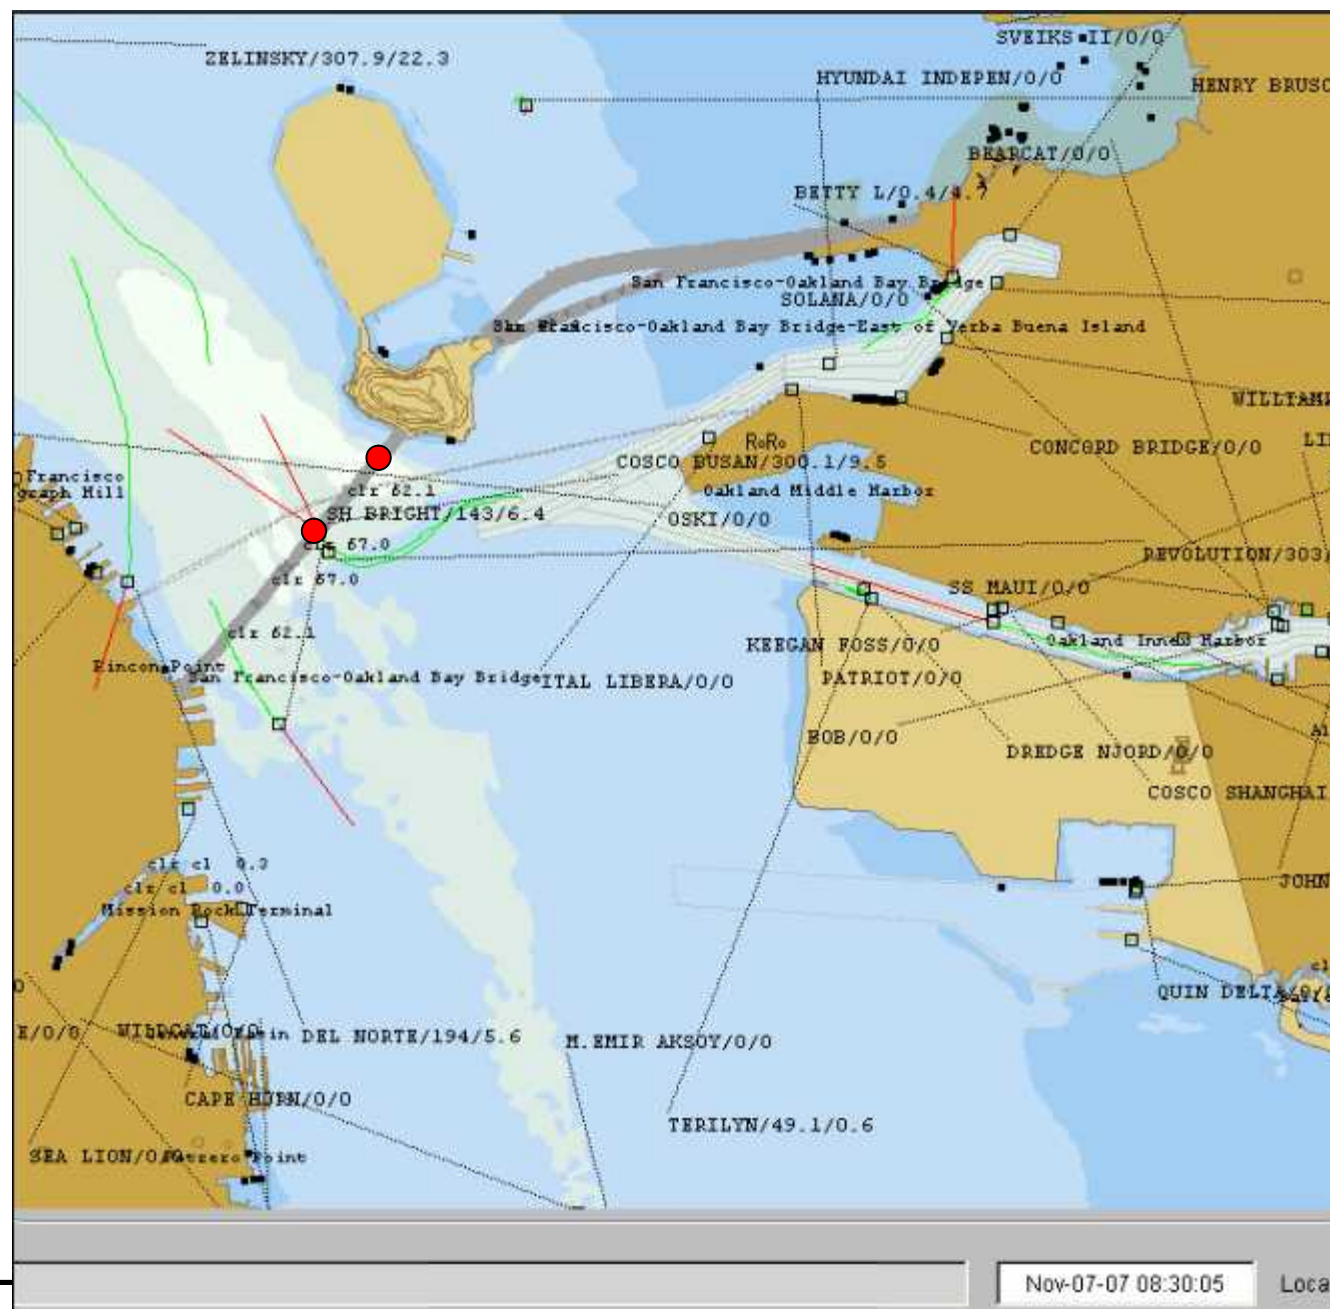 SVEIKS II/0/0
ZELINSKY/307.9/22.3
HYUNDAI INDEPEN/0/0
HENRY BRUSC
BEARCAT/0/0
BETTY L/0.4/4.7
San Francisco-Oakland Bay Bridge
SOLANA/0/0
Francisco-Oakland Bay Bridge-East of Yerba Buena Island
WILLIAMS
CONCORD BRIDGE/0/0
RoRo
COSCO BUSAN/300.1/9.5
Francisco
graph Hill
clr 62.1
Oakland Middle Harbor
SH BRIGHT/143/6.4
OSKI/0/0
clr 67.0
REVOLUTION/303/
clr 67.0
SS MAUI/0/0
clr 62.1
KEEGAN FOSS/0/0
Oakland Inner Harbor
Rincon Point
San Francisco-Oakland Bay Bridge
ITAL LIBERA/0/0
PATRIOT/0/0
BOB/0/0
DREDGE NJORD/0/0
COSCO SHANGHAI
clr cl 0.3
clr cl 0.0
JOHN
Mission Rock Terminal
QUIN DELTA/0/
E/0/0
WILDCAT/0/0
DEL NORTE/194/5.6
M.EMIR AKSOY/0/0
CAPE HORN/0/0
TERILYN/49.1/0.6
SEA LION/0/0
Potrero Point
Nov-07-07 08:30:05
Loca